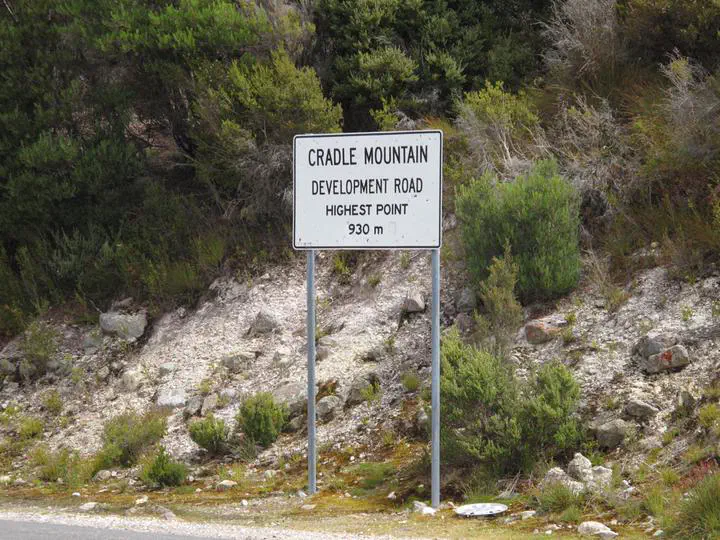 CRADLE MOUNTAIN
DEVELOPMENT ROAD
HIGHEST POINT
930 m